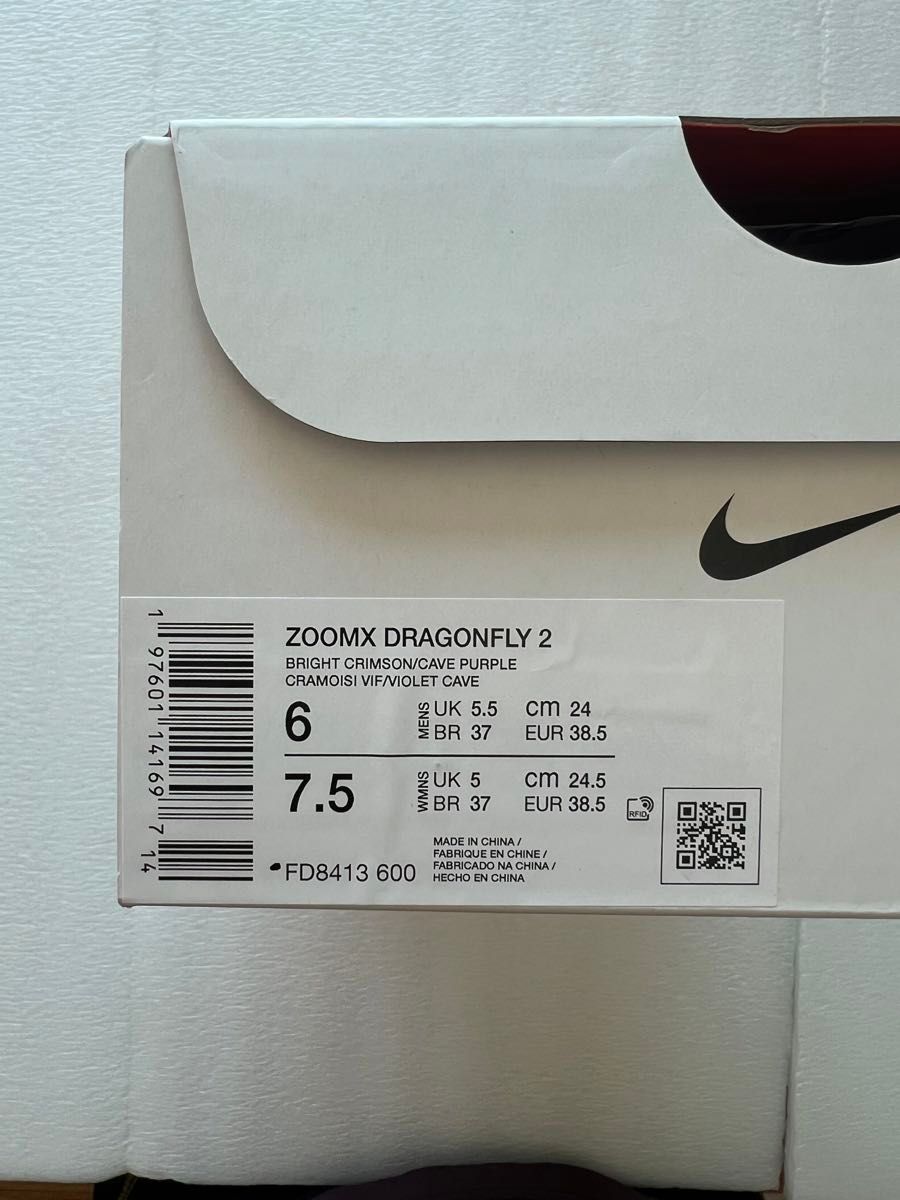 ZOOMX DRAGONFLY 2
BRIGHT CRIMSON/CAVE PURPLE
CRAMOISI VIF/VIOLET CAVE
6
MENS
UK 5.5 cm 24
BR 37 EUR 38.5
7.5
WMNS
UK 5 cm 24.5
BR 37 EUR 38.5
RFID
FD8413 600
MADE IN CHINA /
FABRIQUE EN CHINE /
FABRICADO NA CHINA /
HECHO EN CHINA
1 97601 14169 7 14